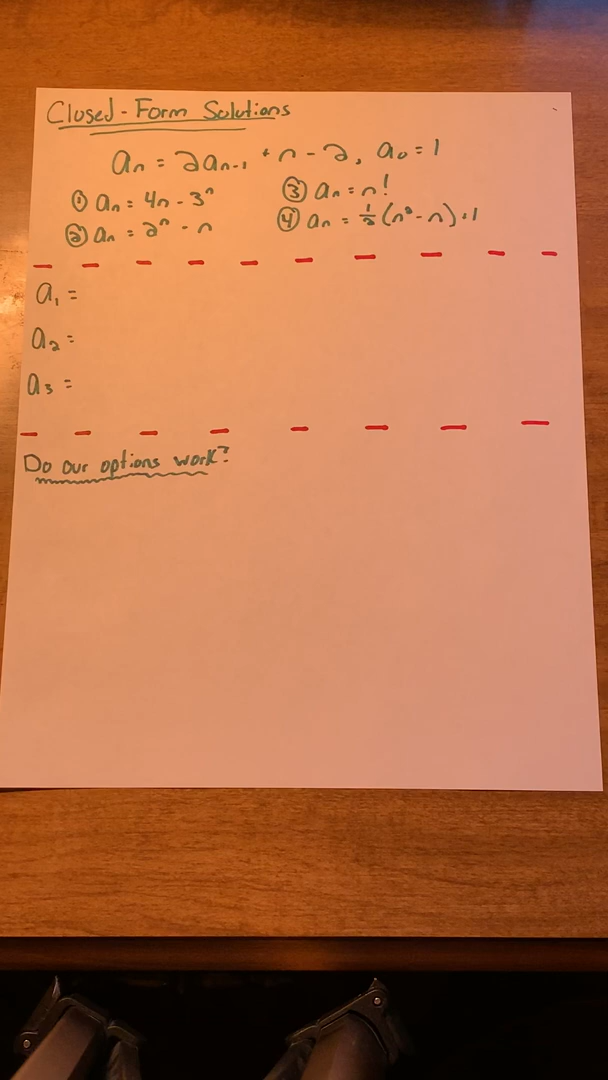 Closed-Form Solutions
aₙ = 2aₙ₋₁ + n - 2, a₀ = 1
① aₙ = 4n - 3ⁿ ③ aₙ = n!
② aₙ = 2ⁿ - n ④ aₙ = ½(n² - n) + 1
a₁ =
a₂ =
a₃ =
Do our options work?